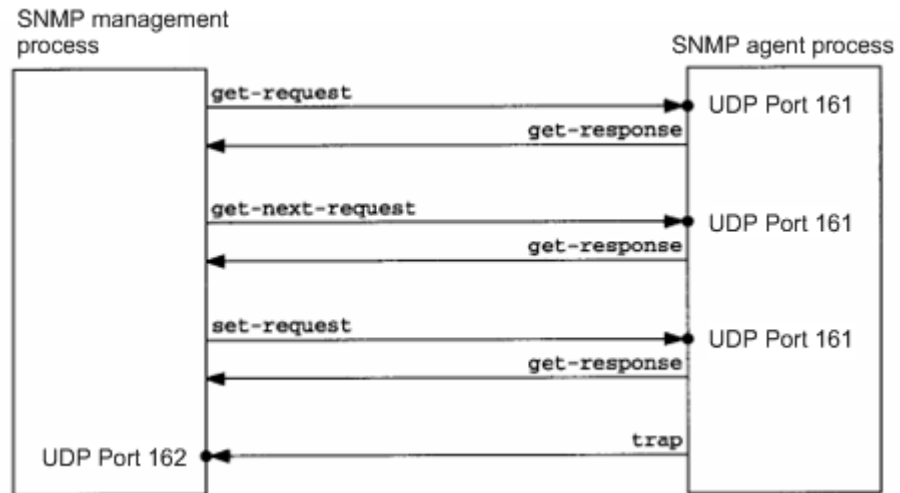 SNMP management
process
SNMP agent process
get-request
UDP Port 161
get-response
get-next-request
UDP Port 161
get-response
set-request
UDP Port 161
get-response
trap
UDP Port 162